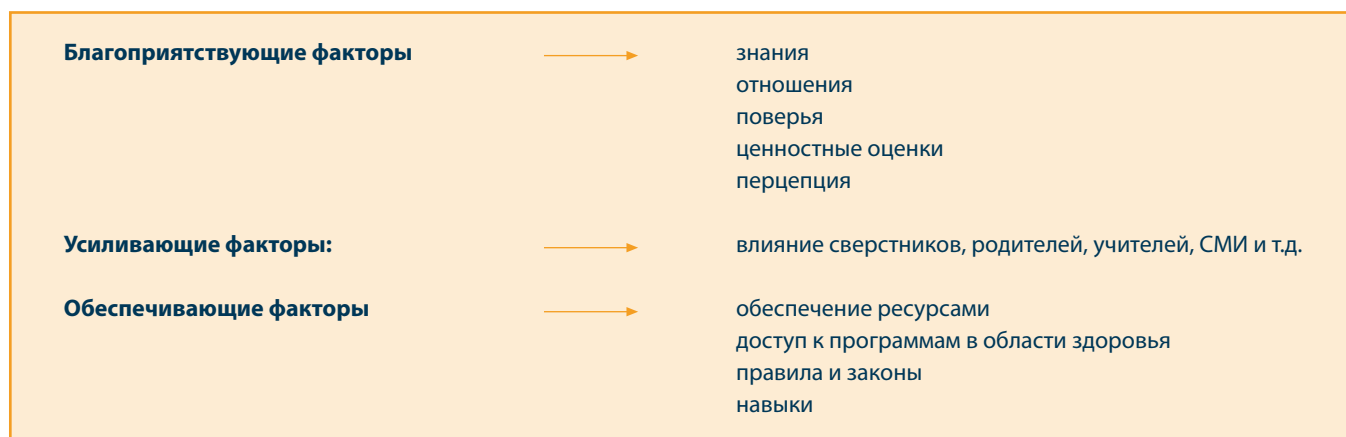 Благоприятствующие факторы знания
отношения
поверья
ценностные оценки
перцепция
Усиливающие факторы: влияние сверстников, родителей, учителей, СМИ и т.д.
Обеспечивающие факторы обеспечение ресурсами
доступ к программам в области здоровья
правила и законы
навыки